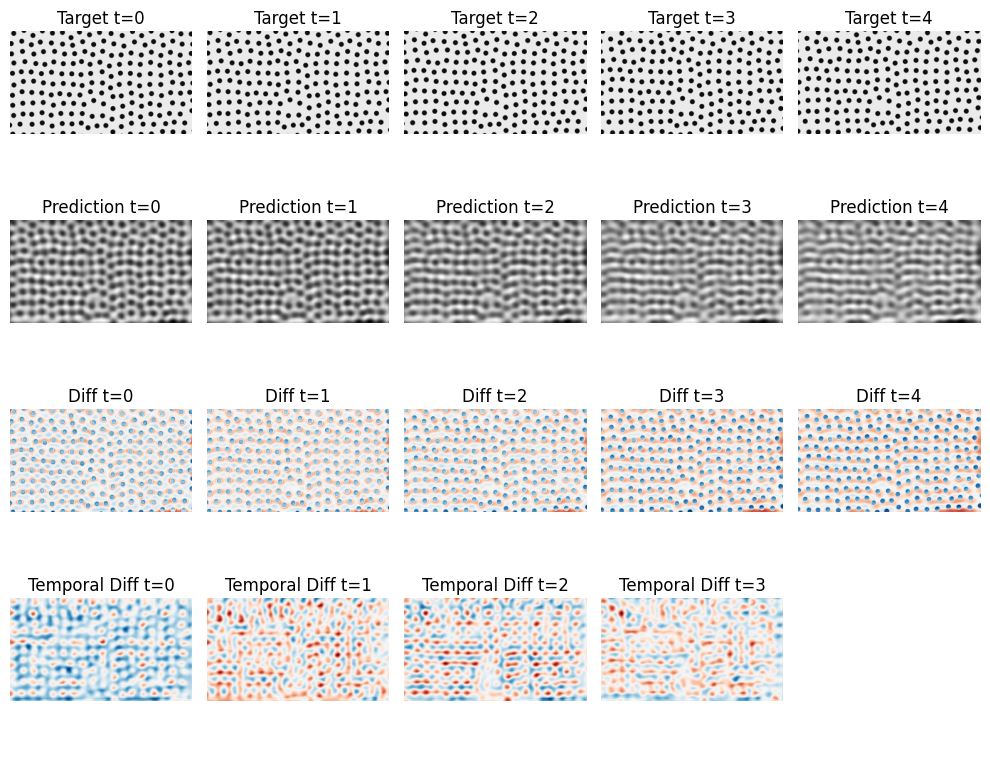 Target t=0
Target t=1
Target t=2
Target t=3
Target t=4
Prediction t=0
Prediction t=1
Prediction t=2
Prediction t=3
Prediction t=4
Diff t=0
Diff t=1
Diff t=2
Diff t=3
Diff t=4
Temporal Diff t=0
Temporal Diff t=1
Temporal Diff t=2
Temporal Diff t=3